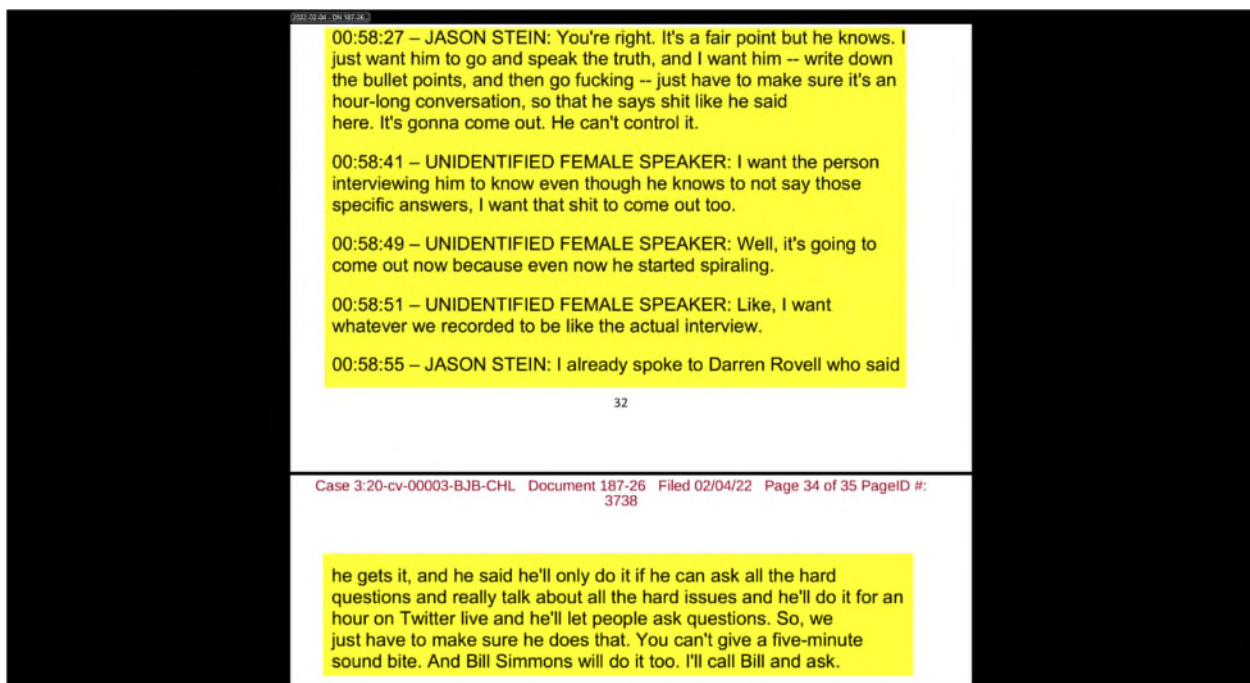 2022-02-04 - DN 187-26...
00:58:27 – JASON STEIN: You're right. It's a fair point but he knows. I
just want him to go and speak the truth, and I want him -- write down
the bullet points, and then go fucking -- just have to make sure it's an
hour-long conversation, so that he says shit like he said
here. It's gonna come out. He can't control it.
00:58:41 – UNIDENTIFIED FEMALE SPEAKER: I want the person
interviewing him to know even though he knows to not say those
specific answers, I want that shit to come out too.
00:58:49 – UNIDENTIFIED FEMALE SPEAKER: Well, it's going to
come out now because even now he started spiraling.
00:58:51 – UNIDENTIFIED FEMALE SPEAKER: Like, I want
whatever we recorded to be like the actual interview.
00:58:55 – JASON STEIN: I already spoke to Darren Rovell who said
32
Case 3:20-cv-00003-BJB-CHL Document 187-26 Filed 02/04/22 Page 34 of 35 PageID #:
3738
he gets it, and he said he'll only do it if he can ask all the hard
questions and really talk about all the hard issues and he'll do it for an
hour on Twitter live and he'll let people ask questions. So, we
just have to make sure he does that. You can't give a five-minute
sound bite. And Bill Simmons will do it too. I'll call Bill and ask.